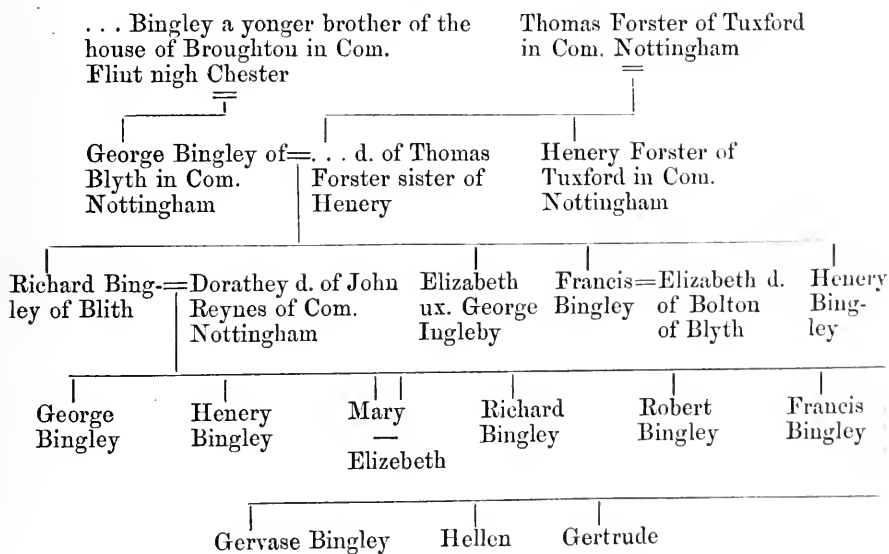 . . . Bingley a yonger brother of the
house of Broughton in Com.
Flint nigh Chester
Thomas Forster of Tuxford
in Com. Nottingham
George Bingley of
Blyth in Com.
Nottingham
. . . d. of Thomas
Forster sister of
Henery
Henery Forster of
Tuxford in Com.
Nottingham
Richard Bing-
ley of Blith
Dorathey d. of John
Reynes of Com.
Nottingham
Elizabeth
ux. George
Ingleby
Francis
Bingley
Elizabeth d.
of Bolton
of Blyth
Henery
Bing-
ley
George
Bingley
Henery
Bingley
Mary
Elizebeth
Richard
Bingley
Robert
Bingley
Francis
Bingley
Gervase Bingley
Hellen
Gertrude